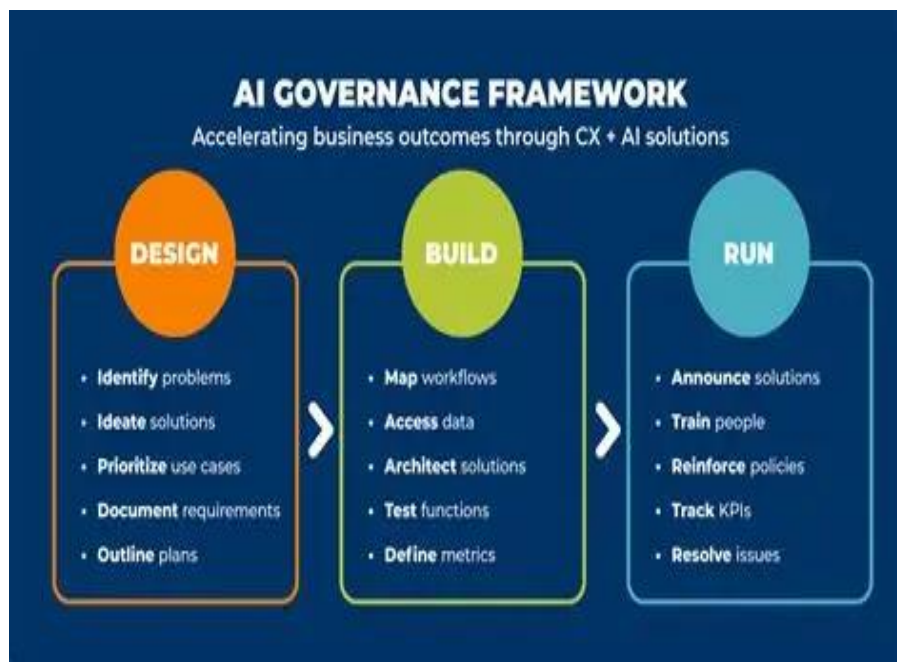 AI GOVERNANCE FRAMEWORK
Accelerating business outcomes through CX + AI solutions
DESIGN
• Identify problems
• Ideate solutions
• Prioritize use cases
• Document requirements
• Outline plans
BUILD
• Map workflows
• Access data
• Architect solutions
• Test functions
• Define metrics
RUN
• Announce solutions
• Train people
• Reinforce policies
• Track KPIs
• Resolve issues